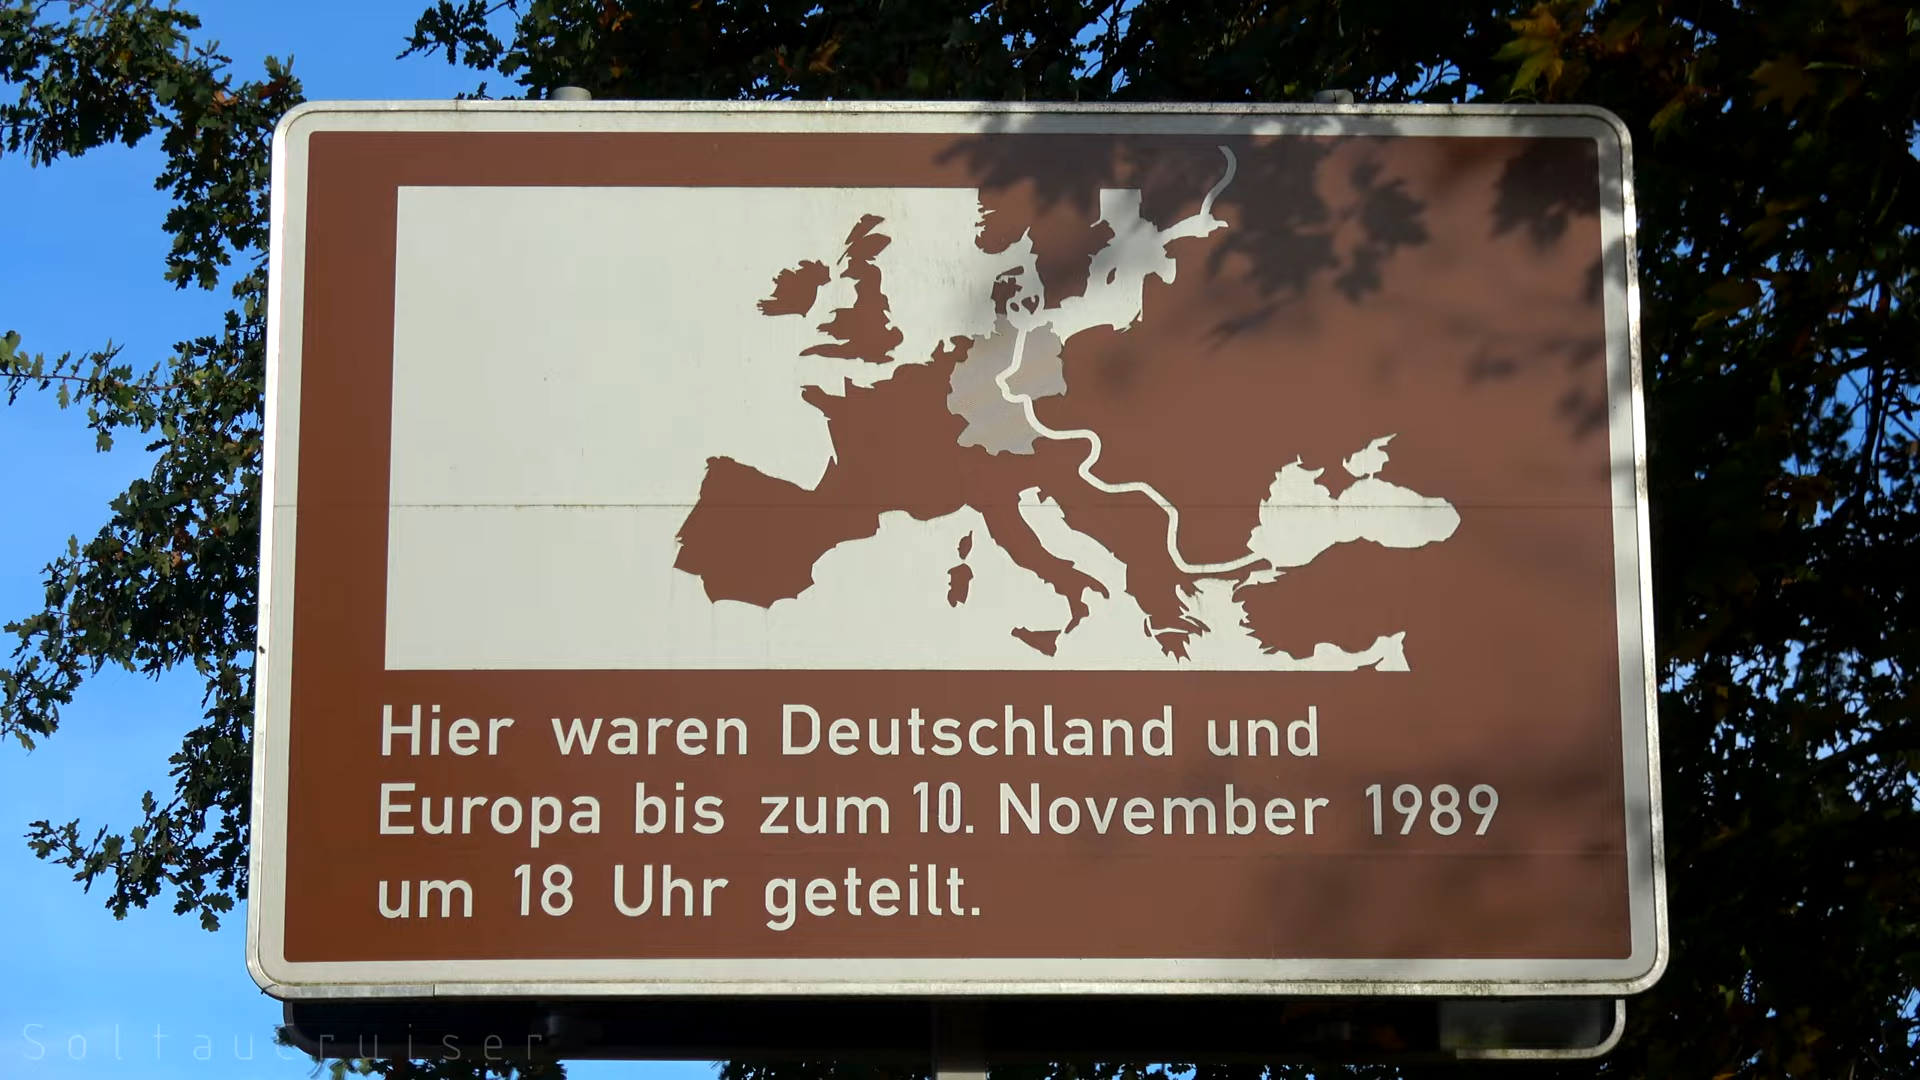 Hier waren Deutschland und
Europa bis zum 10. November 1989
um 18 Uhr geteilt.
Soltaucruiser